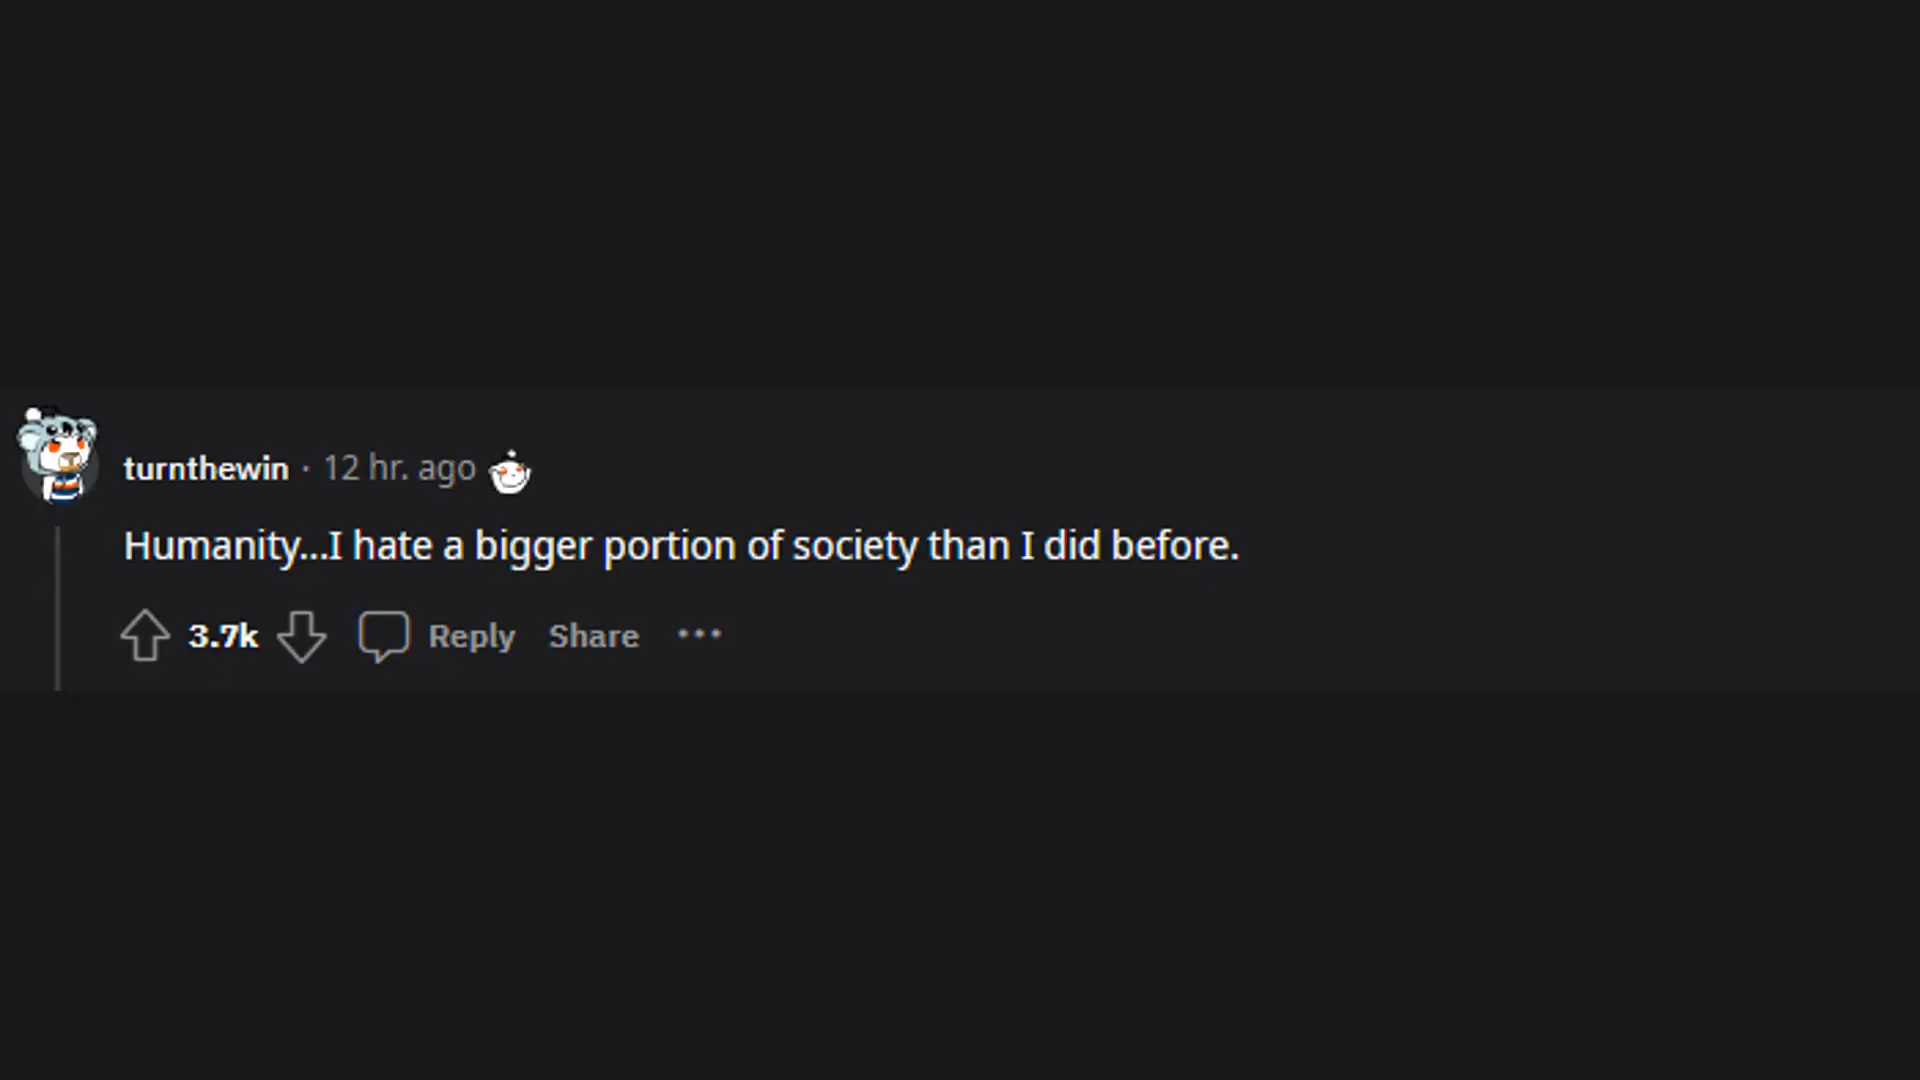 turnthewin · 12 hr. ago
Humanity...I hate a bigger portion of society than I did before.
3.7k Reply Share ...